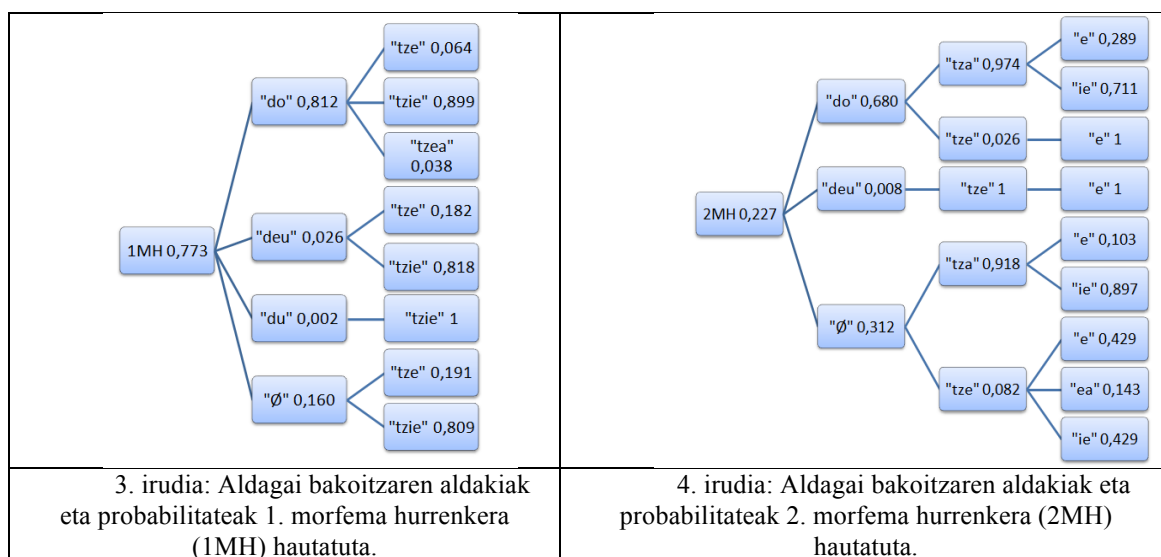 1MH 0,773
"do" 0,812
"tze" 0,064
"tzie" 0,899
"tzea"
0,038
"deu" 0,026
"tze" 0,182
"tzie" 0,818
"du" 0,002
"tzie" 1
"Ø" 0,160
"tze" 0,191
"tzie" 0,809
3. irudia: Aldagai bakoitzaren aldakiak
eta probabilitateak 1. morfema hurrenkera
(1MH) hautatuta.
2MH 0,227
"do" 0,680
"tza" 0,974
"e" 0,289
"ie" 0,711
"tze" 0,026
"e" 1
"deu" 0,008
"tze" 1
"e" 1
"Ø" 0,312
"tza" 0,918
"e" 0,103
"ie" 0,897
"tze" 0,082
"e" 0,429
"ea" 0,143
"ie" 0,429
4. irudia: Aldagai bakoitzaren aldakiak eta
probabilitateak 2. morfema hurrenkera (2MH)
hautatuta.